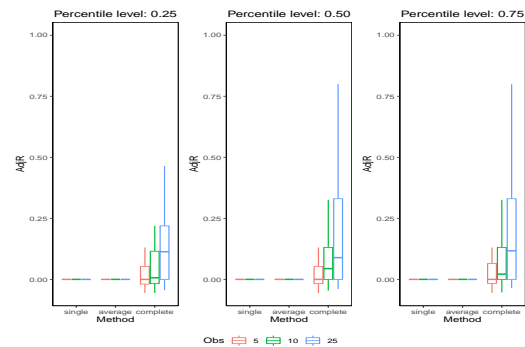 Percentile level: 0.25
1.00
0.75
0.50
0.25
0.00
AdjR
single average complete
Method
Percentile level: 0.50
1.00
0.75
0.50
0.25
0.00
AdjR
single average complete
Method
Percentile level: 0.75
1.00
0.75
0.50
0.25
0.00
AdjR
single average complete
Method
Obs 5 10 25